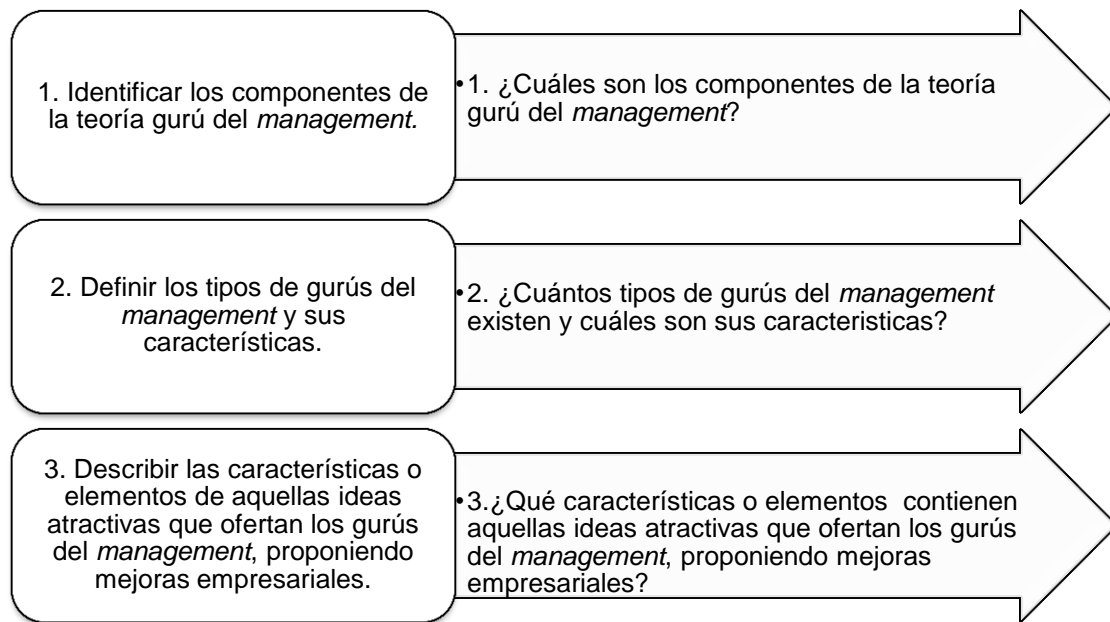 1. Identificar los componentes de
la teoría gurú del management.
•1. ¿Cuáles son los componentes de la teoría
gurú del management?
2. Definir los tipos de gurús del
management y sus
características.
•2. ¿Cuántos tipos de gurús del management
existen y cuáles son sus caracteristicas?
3. Describir las características o
elementos de aquellas ideas
atractivas que ofertan los gurús
del management, proponiendo
mejoras empresariales.
•3.¿Qué características o elementos contienen
aquellas ideas atractivas que ofertan los gurús
del management, proponiendo mejoras
empresariales?